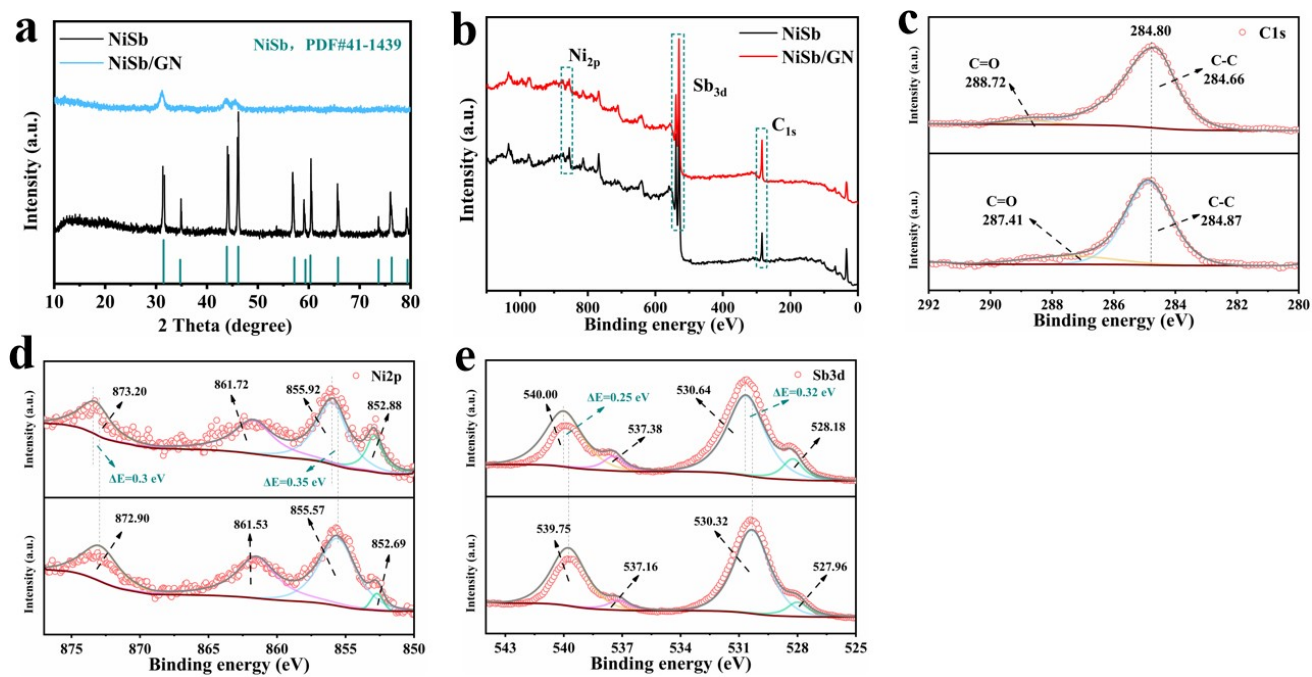 a
NiSb
NiSb/GN
NiSb, PDF#41-1439
Intensity (a.u.)
10 20 30 40 50 60 70 80
2 Theta (degree)
b
NiSb
NiSb/GN
Ni2p
Sb3d
C1s
Intensity (a.u.)
1000 800 600 400 200 0
Binding energy (eV)
c
284.80
C1s
C=O
288.72
C-C
284.66
Intensity (a.u.)
C=O
287.41
C-C
284.87
Intensity (a.u.)
292 290 288 286 284 282 280
Binding energy (eV)
d
Ni2p
873.20
861.72
855.92
852.88
ΔE=0.3 eV
ΔE=0.35 eV
Intensity (a.u.)
872.90
861.53
855.57
852.69
Intensity (a.u.)
875 870 865 860 855 850
Binding energy (eV)
e
Sb3d
540.00
ΔE=0.25 eV
537.38
530.64
ΔE=0.32 eV
528.18
Intensity (a.u.)
539.75
537.16
530.32
527.96
Intensity (a.u.)
543 540 537 534 531 528 525
Binding energy (eV)